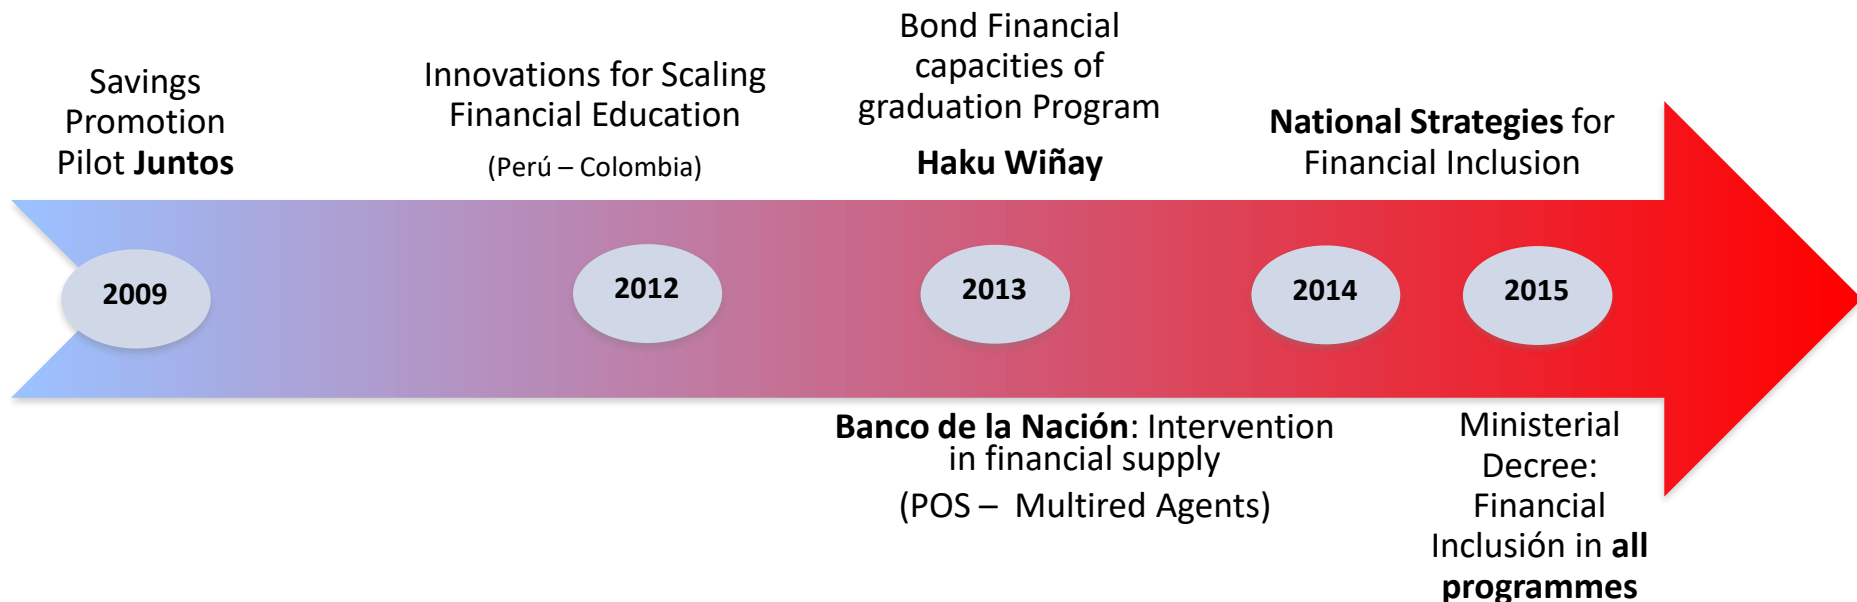 Savings
Promotion
Pilot Juntos
Innovations for Scaling
Financial Education
(Perú – Colombia)
Bond Financial
capacities of
graduation Program
Haku Wiñay
National Strategies for
Financial Inclusion
2009
2012
2013
2014
2015
Banco de la Nación: Intervention
in financial supply
(POS – Multired Agents)
Ministerial
Decree:
Financial
Inclusión in all
programmes